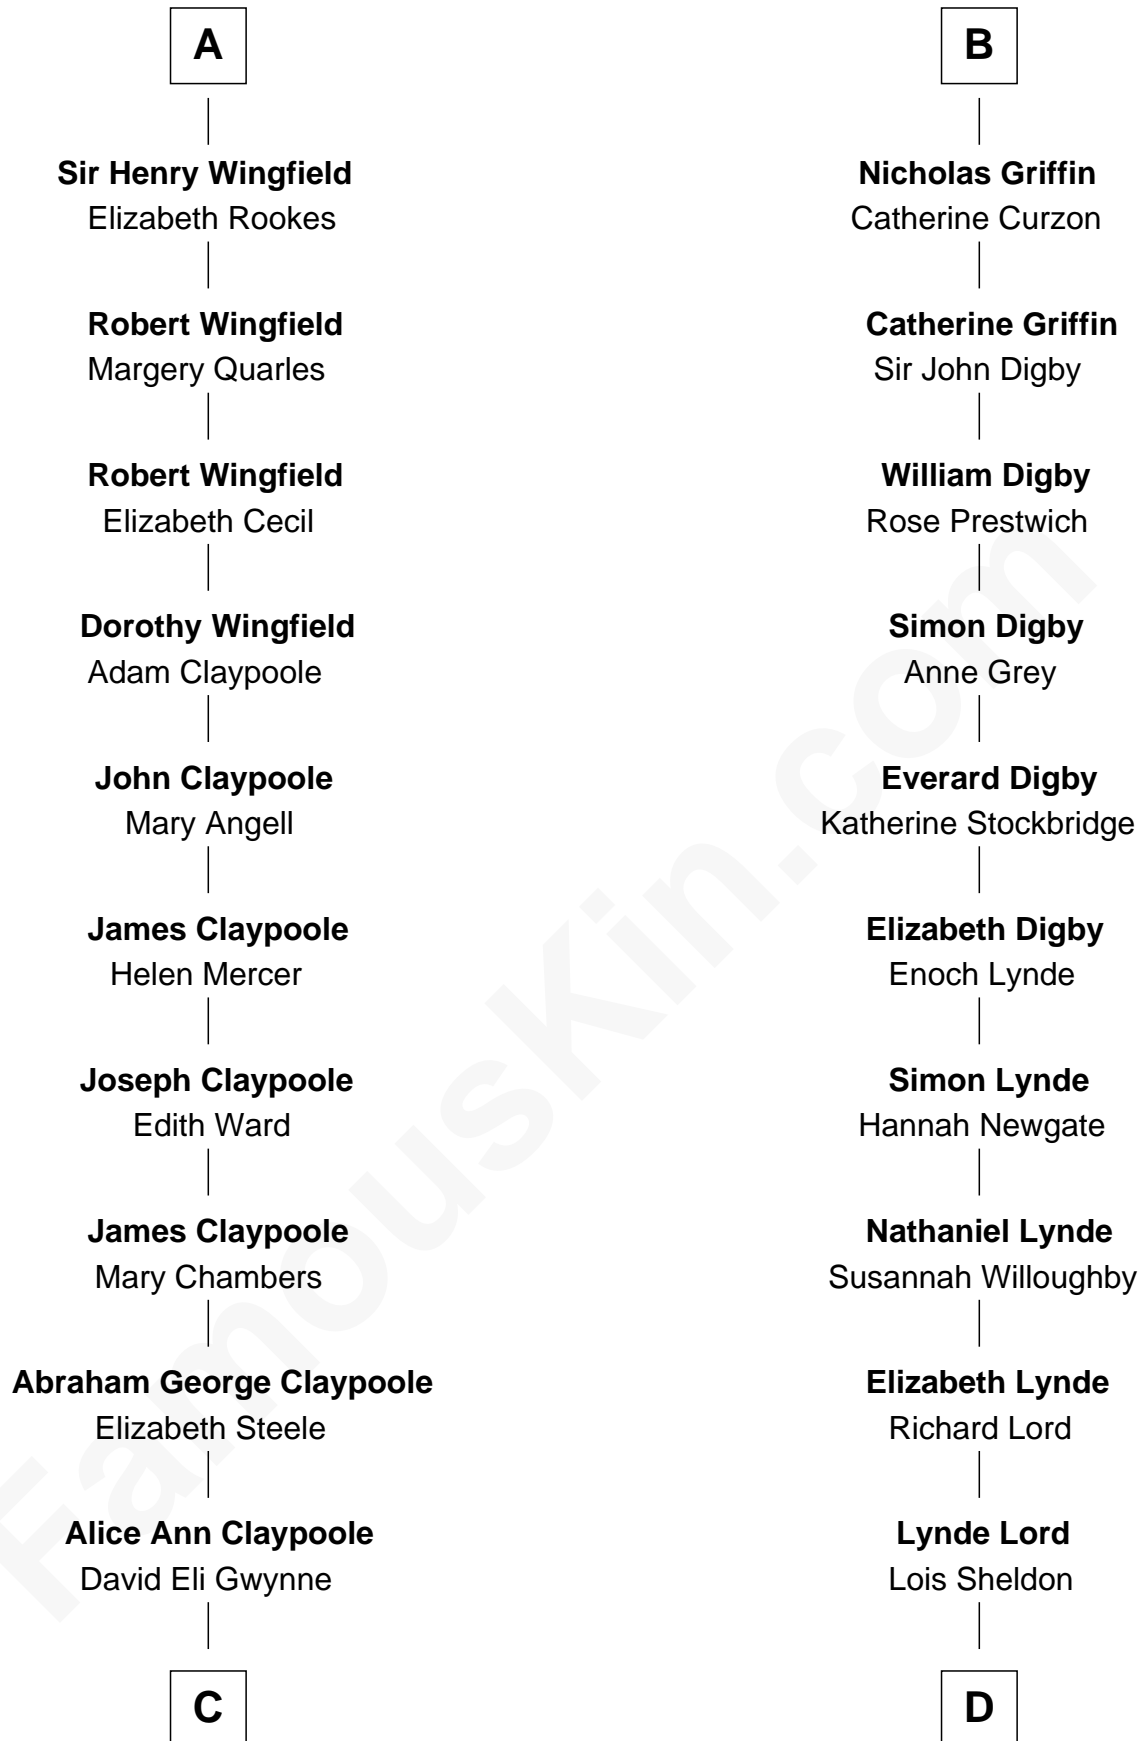 A
Sir Henry Wingfield
Elizabeth Rookes
Robert Wingfield
Margery Quarles
Robert Wingfield
Elizabeth Cecil
Dorothy Wingfield
Adam Claypoole
John Claypoole
Mary Angell
James Claypoole
Helen Mercer
Joseph Claypoole
Edith Ward
James Claypoole
Mary Chambers
Abraham George Claypoole
Elizabeth Steele
Alice Ann Claypoole
David Eli Gwynne
C
B
Nicholas Griffin
Catherine Curzon
Catherine Griffin
Sir John Digby
William Digby
Rose Prestwich
Simon Digby
Anne Grey
Everard Digby
Katherine Stockbridge
Elizabeth Digby
Enoch Lynde
Simon Lynde
Hannah Newgate
Nathaniel Lynde
Susannah Willoughby
Elizabeth Lynde
Richard Lord
Lynde Lord
Lois Sheldon
D
FamousKin.com